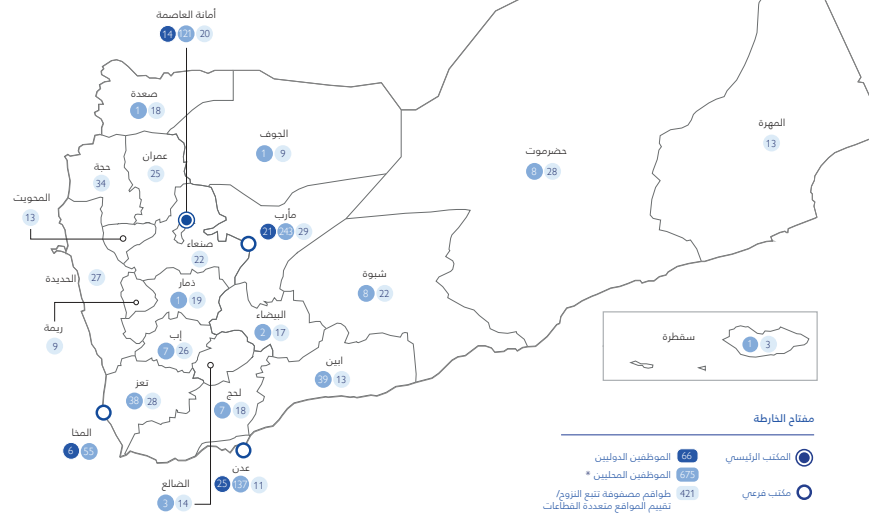 أمانة العاصمة
14 121 20
صعدة
1 18
الجوف
1 9
المهرة
13
حضرموت
8 28
عمران
25
حجة
34
المحويت
13
مأرب
21 243 29
صنعاء
22
الحديدة 27
شبوة
8 22
ذمار
1 19
البيضاء
2 17
ريمة
9
إب
7 26
سقطرة
1 3
ابين
39 13
تعز
38 28
لحج
7 18
المخا
6 55
عدن
25 137 11
الضالع
3 14
مفتاح الخارطة
المكتب الرئيسي
مكتب فرعي
66 الموظفين الدوليين
675 الموظفين المحليين *
421 طواقم مصفوفة تتبع النزوح/
تقييم المواقع متعددة القطاعات